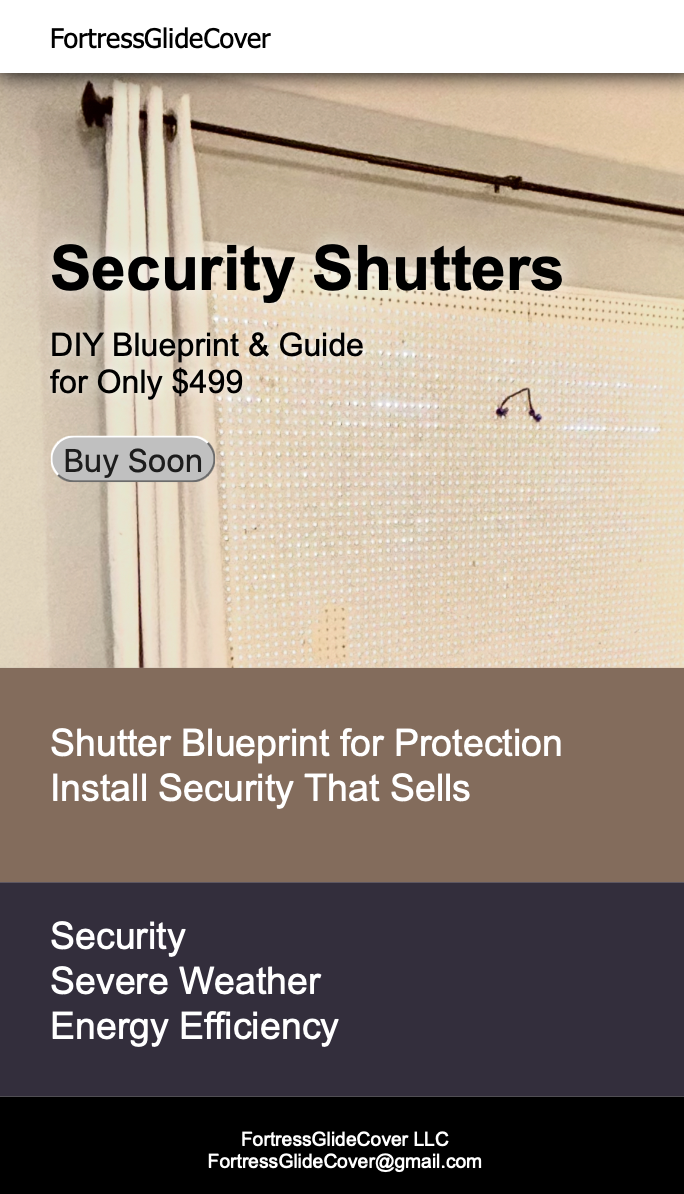 FortressGlideCover
Security Shutters
DIY Blueprint & Guide
for Only $499
Buy Soon
Shutter Blueprint for Protection
Install Security That Sells
Security
Severe Weather
Energy Efficiency
FortressGlideCover LLC
FortressGlideCover@gmail.com